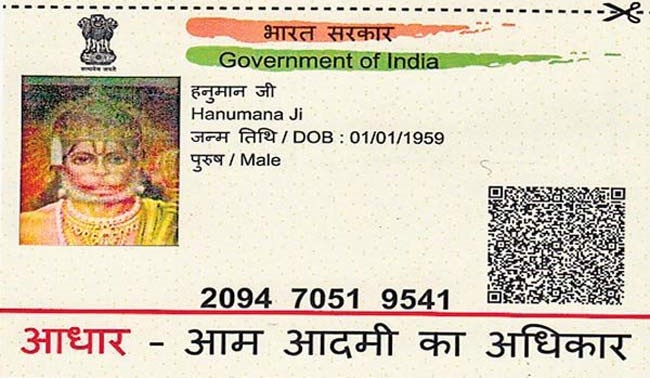 भारत सरकार
Government of India
सत्यमेव जयते
हनुमान जी
Hanumana Ji
जन्म तिथि / DOB : 01/01/1959
पुरुष / Male
2094 7051 9541
आधार - आम आदमी का अधिकार